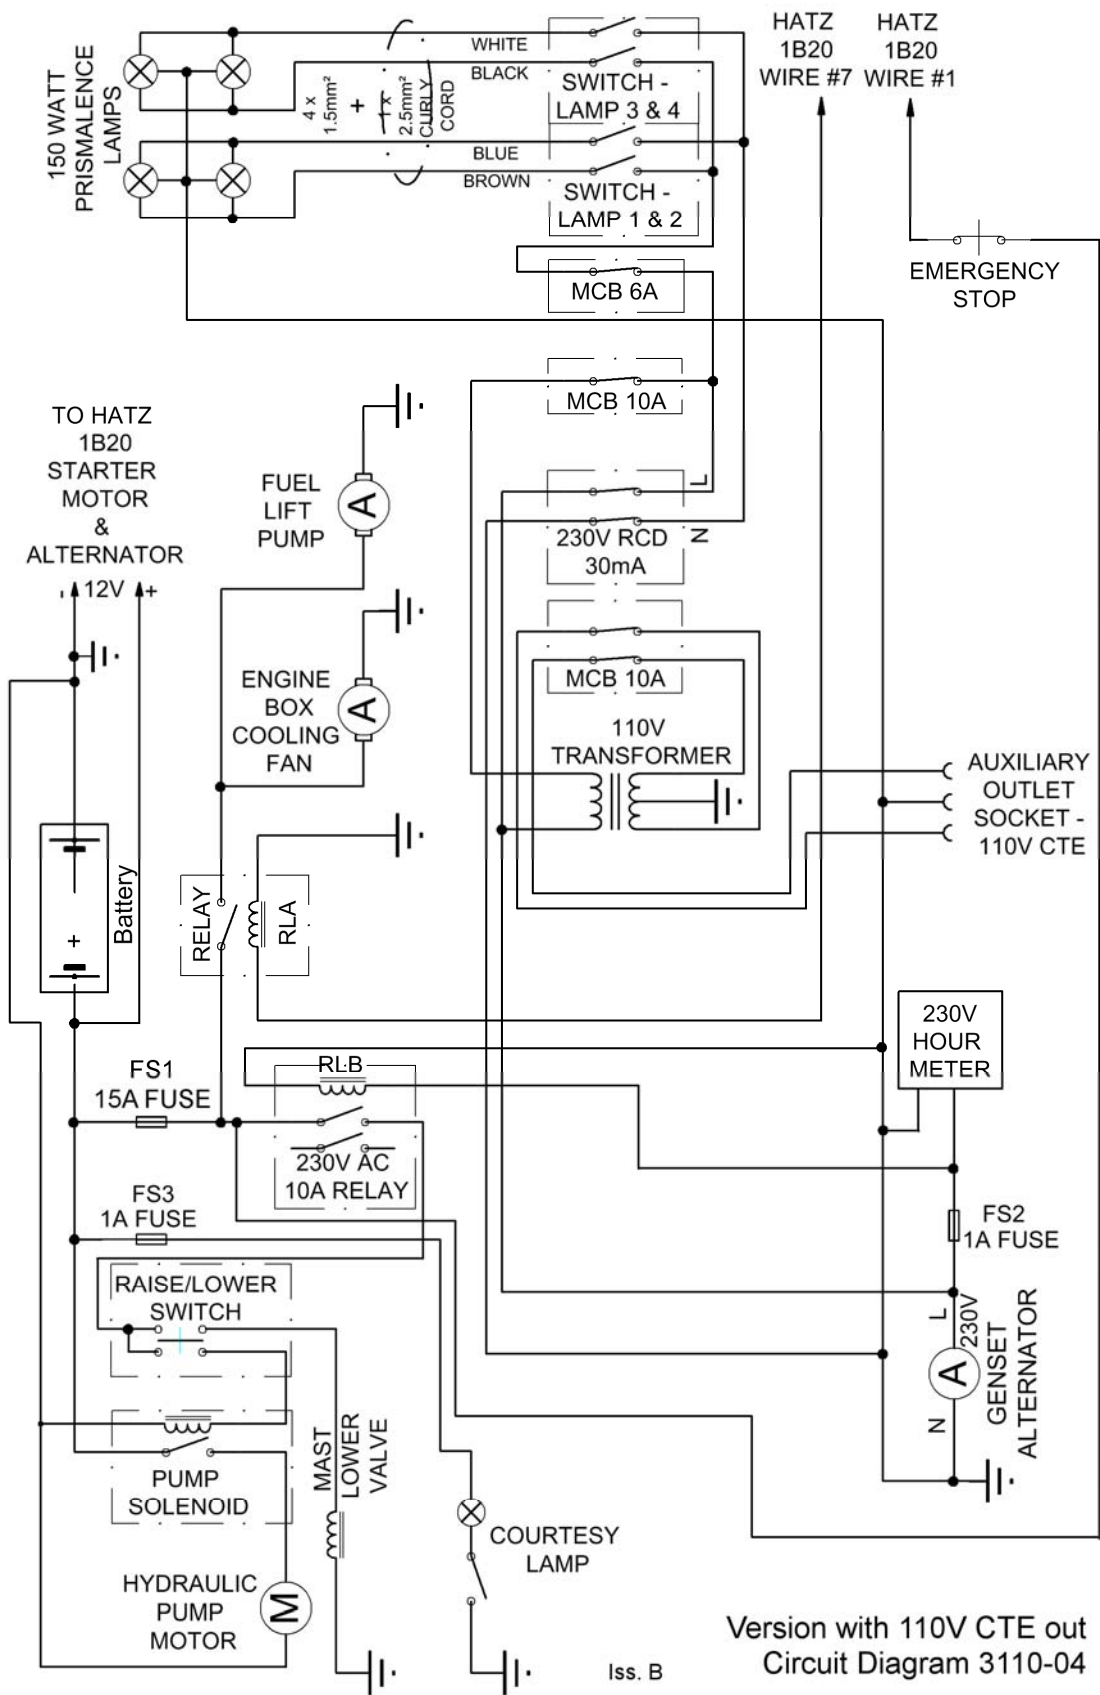 HATZ
1B20
WIRE #7
HATZ
1B20
WIRE #1
150 WATT
PRISMALENCE
LAMPS
4 x
1.5mm²
+
1 x
2.5mm²
CURLY
CORD
WHITE
BLACK
SWITCH -
LAMP 3 & 4
BLUE
BROWN
SWITCH -
LAMP 1 & 2
EMERGENCY
STOP
MCB 6A
MCB 10A
TO HATZ
1B20
STARTER
MOTOR
&
ALTERNATOR
- 12V +
FUEL
LIFT
PUMP
A
L
N
230V RCD
30mA
ENGINE
BOX
COOLING
FAN
A
MCB 10A
110V
TRANSFORMER
AUXILIARY
OUTLET
SOCKET -
110V CTE
Battery
+
RELAY
RLA
230V
HOUR
METER
FS1
15A FUSE
RLB
230V AC
10A RELAY
FS3
1A FUSE
FS2
1A FUSE
RAISE/LOWER
SWITCH
L
230V
A
N
GENSET
ALTERNATOR
PUMP
SOLENOID
MAST
LOWER
VALVE
COURTESY
LAMP
HYDRAULIC
PUMP
MOTOR
M
Iss. B
Version with 110V CTE out
Circuit Diagram 3110-04